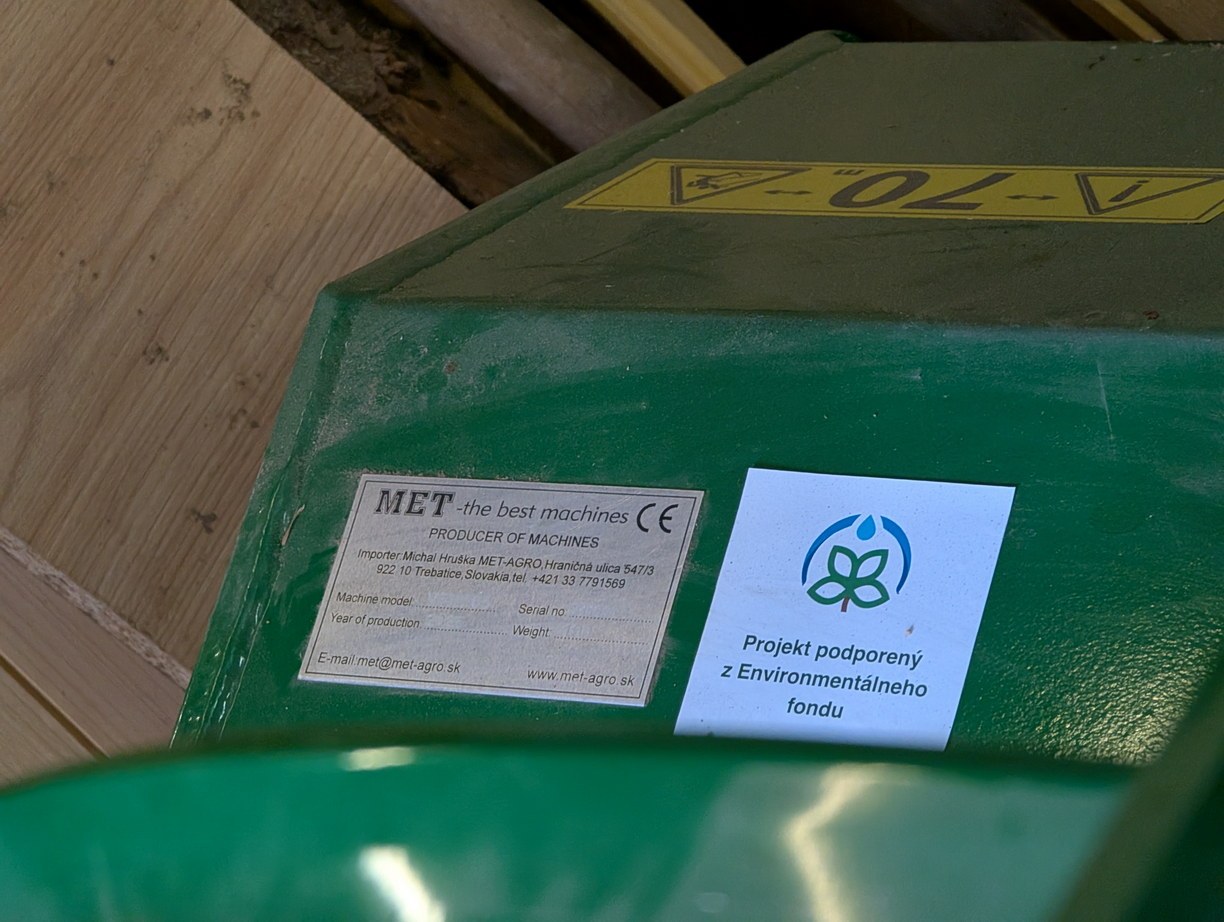 70 m
MET -the best machines CE
PRODUCER OF MACHINES
Importer:Michal Hruška MET-AGRO,Hraničná ulica 547/3
922 10 Trebatice,Slovakia,tel. +421 33 7791569
Machine model:
Serial no.
Year of production:
Weight:
E-mail:met@met-agro.sk
www.met-agro.sk
Projekt podporený
z Environmentálneho
fondu